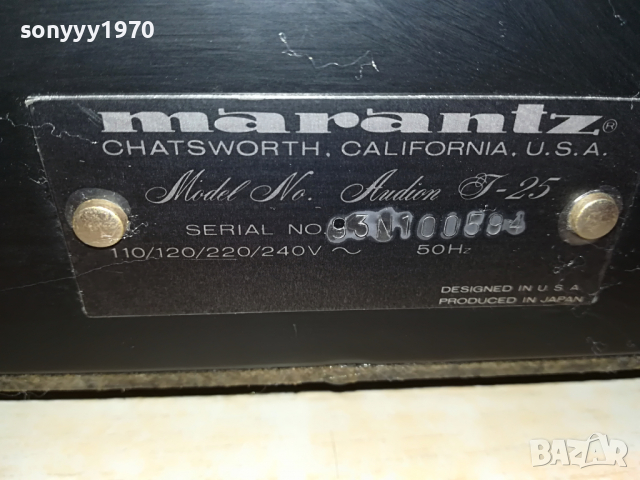 sonyyy1970
marantz®
CHATSWORTH, CALIFORNIA, U.S.A.
Model No. Audion T-25
SERIAL NO.
110/120/220/240V ~ 50Hz
DESIGNED IN U.S.A.
PRODUCED IN JAPAN
BAZAR